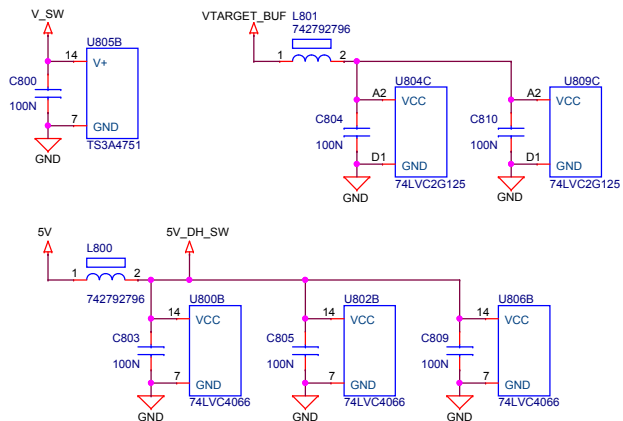 V_SW
U805B
14
V+
C800
100N
7
GND
GND
TS3A4751
VTARGET_BUF
L801
742792796
1
2
U804C
A2
VCC
C804
100N
D1
GND
GND
74LVC2G125
U809C
A2
VCC
C810
100N
D1
GND
GND
74LVC2G125
5V
5V_DH_SW
L800
1
2
742792796
U800B
14
VCC
C803
100N
7
GND
GND
74LVC4066
U802B
14
VCC
C805
100N
7
GND
GND
74LVC4066
U806B
14
VCC
C809
100N
7
GND
GND
74LVC4066